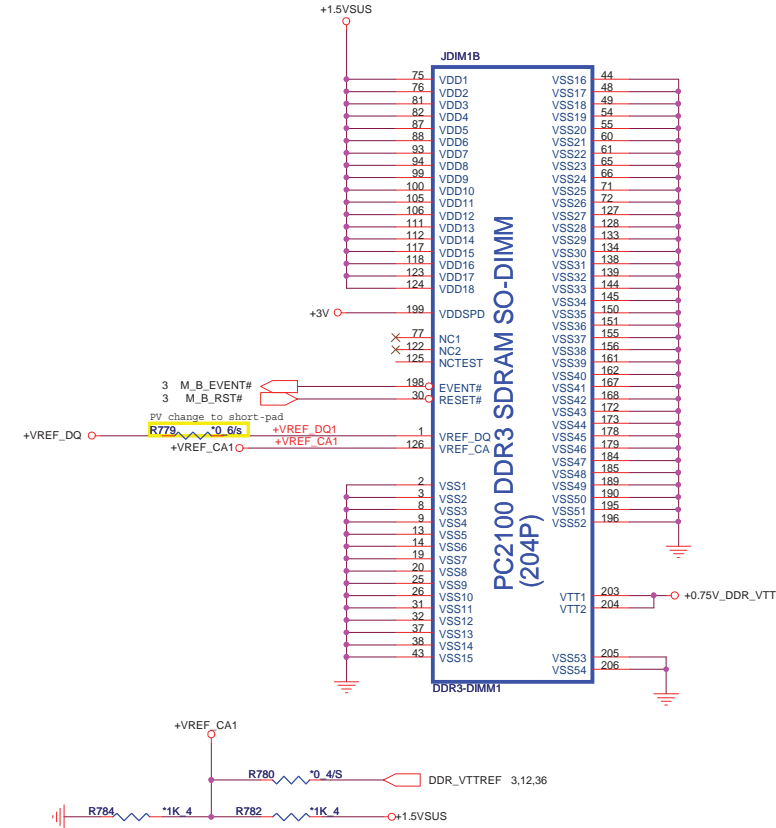 +1.5VSUS
JDIM1B
75 VDD1 VSS16 44
76 VDD2 VSS17 48
81 VDD3 VSS18 49
82 VDD4 VSS19 54
87 VDD5 VSS20 55
88 VDD6 VSS21 60
93 VDD7 VSS22 61
94 VDD8 VSS23 65
99 VDD9 VSS24 66
100 VDD10 VSS25 71
105 VDD11 VSS26 72
106 VDD12 VSS27 127
111 VDD13 VSS28 128
112 VDD14 VSS29 133
117 VDD15 VSS30 134
118 VDD16 VSS31 138
123 VDD17 VSS32 139
124 VDD18 VSS33 144
VSS34 145
+3V 199 VDDSPD VSS35 150
VSS36 151
77 NC1 VSS37 155
122 NC2 VSS38 156
125 NCTEST VSS39 161
VSS40 162
3 M_B_EVENT# 198 EVENT# VSS41 167
3 M_B_RST# 30 RESET# VSS42 168
VSS43 172
PV change to short-pad
VSS44 173
+VREF_DQ R779 *0_6/s +VREF_DQ1 1 VREF_DQ VSS45 178
+VREF_CA1 +VREF_CA1 126 VREF_CA VSS46 179
VSS47 184
VSS48 185
2 VSS1 VSS49 189
3 VSS2 VSS50 190
8 VSS3 VSS51 195
9 VSS4 VSS52 196
13 VSS5
14 VSS6
19 VSS7
20 VSS8
25 VSS9
26 VSS10 VTT1 203 +0.75V_DDR_VTT
31 VSS11 VTT2 204
32 VSS12
37 VSS13
38 VSS14
43 VSS15 VSS53 205
VSS54 206
PC2100 DDR3 SDRAM SO-DIMM
(204P)
DDR3-DIMM1
+VREF_CA1
R780 *0_4/S DDR_VTTREF 3,12,36
R784 *1K_4 R782 *1K_4 +1.5VSUS